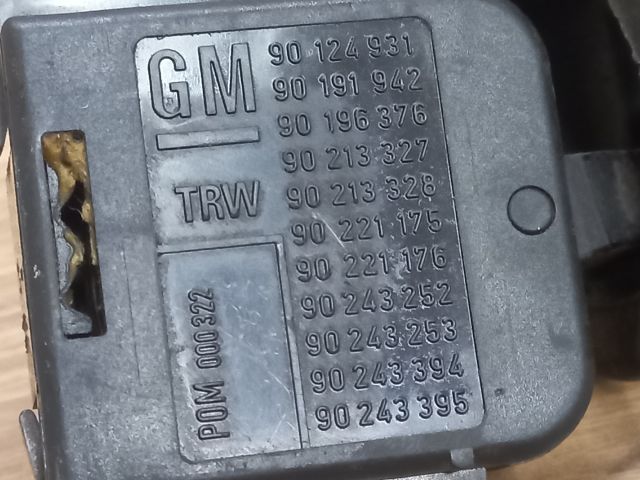 GM
TRW
POM 000322
90 124 931
90 191 942
90 196 376
90 213 327
90 213 328
90 221 175
90 221 176
90 243 252
90 243 253
90 243 394
90 243 395